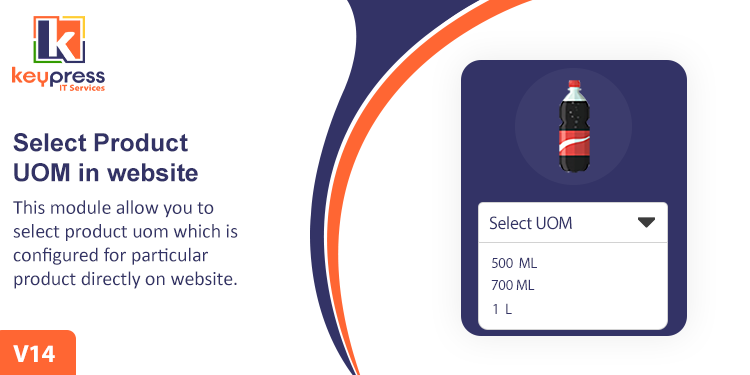 k
keypress
IT Services
Select Product
UOM in website
This module allow you to
select product uom which is
configured for particular
product directly on website.
V14
Select UOM
500 ML
700 ML
1 L